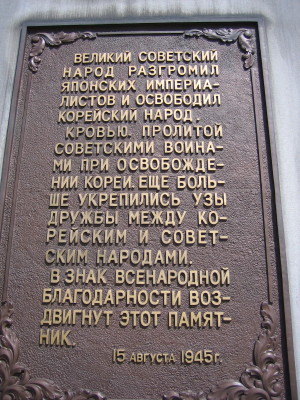 ВЕЛИКИЙ СОВЕТСКИЙ
НАРОД РАЗГРОМИЛ
ЯПОНСКИХ ИМПЕРИА-
ЛИСТОВ И ОСВОБОДИЛ
КОРЕЙСКИЙ НАРОД.
КРОВЬЮ, ПРОЛИТОЙ
СОВЕТСКИМИ ВОИНА-
МИ ПРИ ОСВОБОЖДЕ-
НИИ КОРЕИ, ЕЩЕ БОЛЬ-
ШЕ УКРЕПИЛИСЬ УЗЫ
ДРУЖБЫ МЕЖДУ КО-
РЕЙСКИМ И СОВЕТ-
СКИМ НАРОДАМИ.
В ЗНАК ВСЕНАРОДНОЙ
БЛАГОДАРНОСТИ ВОЗ-
ДВИГНУТ ЭТОТ ПАМЯТ-
НИК.
15 АВГУСТА 1945 Г.